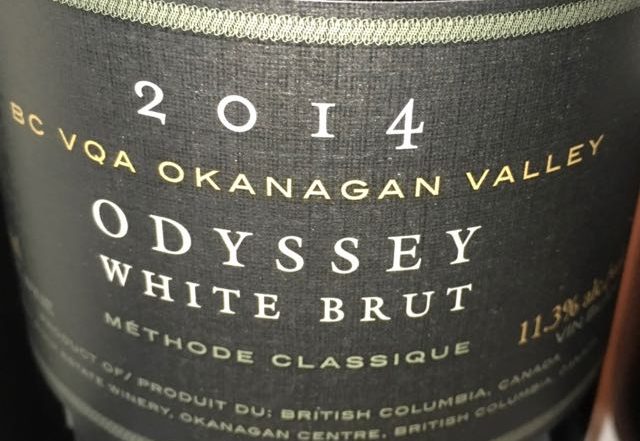 2014
BC VQA OKANAGAN VALLEY
ODYSSEY
WHITE BRUT
MÉTHODE CLASSIQUE
11.3%
PRODUCT OF/ PRODUIT DU: BRITISH COLUMBIA, CANADA
ESTATE WINERY, OKANAGAN CENTRE, BRITISH COLUMBIA,